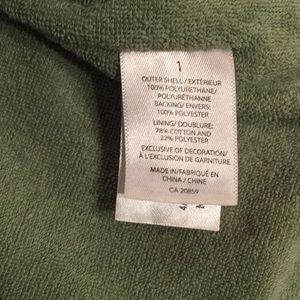 1
OUTER SHELL / EXTÉRIEUR
100% POLYURETHANE/
POLYURÉTHANNE
BACKING/ ENVERS:
100% POLYESTER
LINING/ DOUBLURE:
78% COTTON AND
22% POLYESTER
EXCLUSIVE OF DECORATION/
À L'EXCLUSION DE GARNITURE
MADE IN/FABRIQUÉ EN
CHINA / CHINE
CA 20859